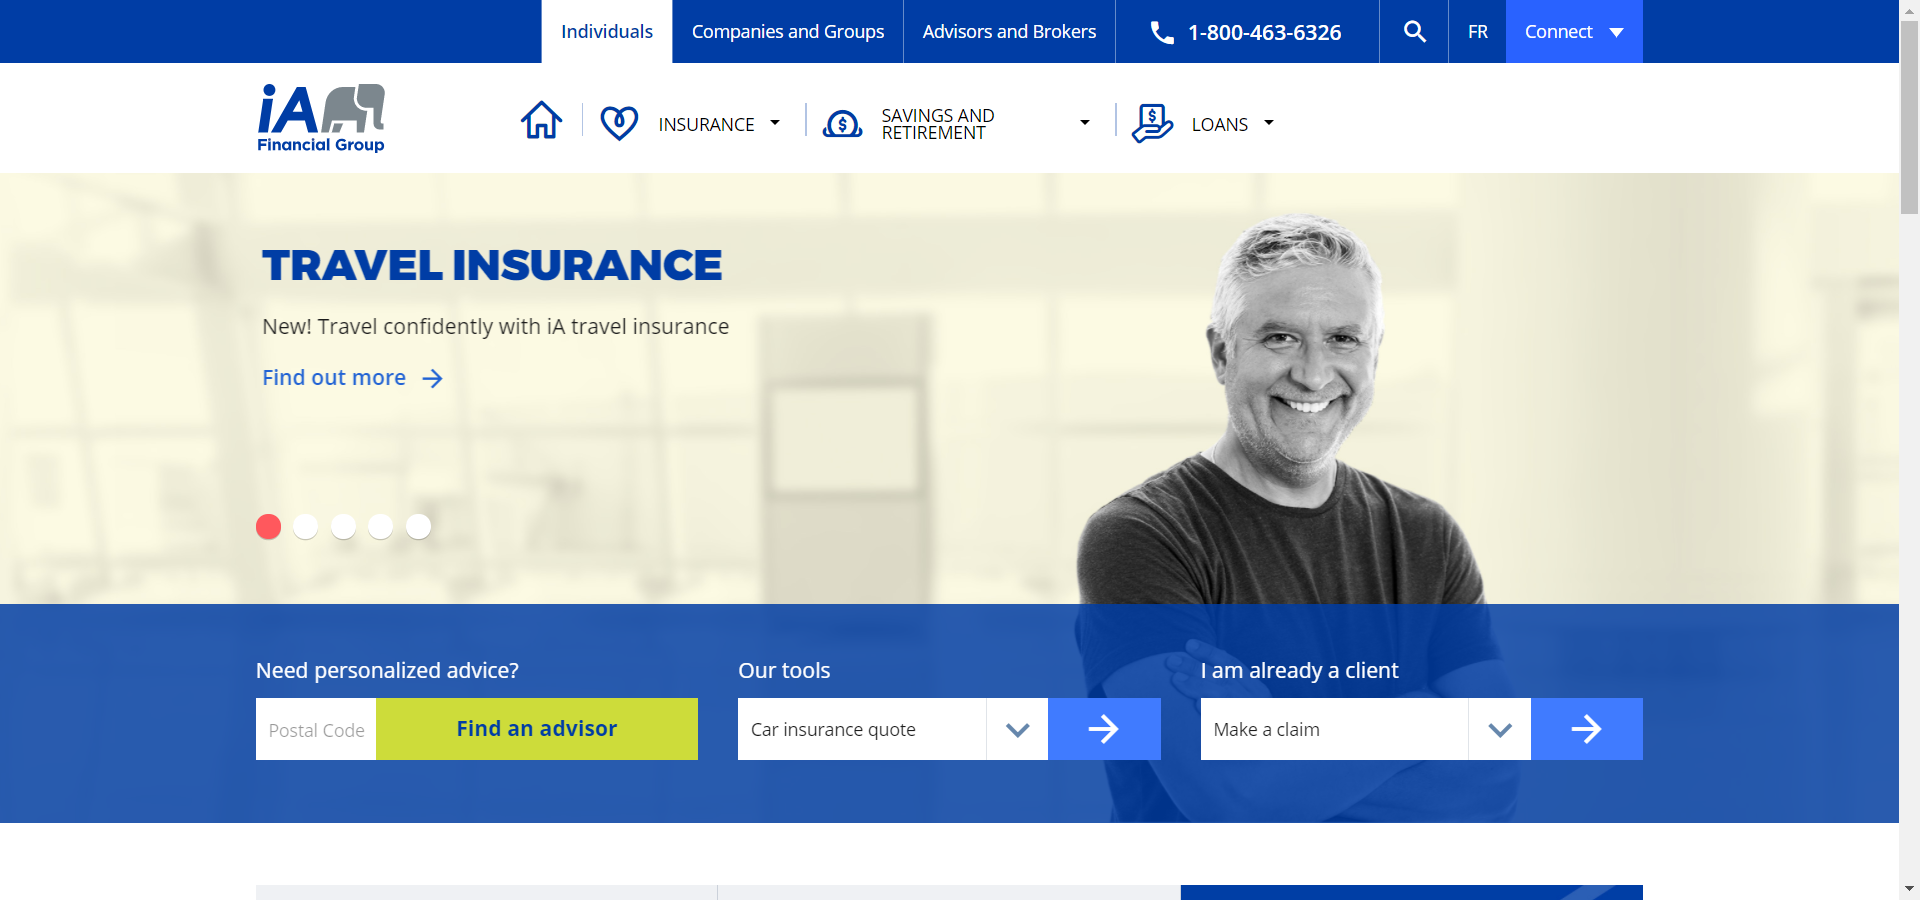 Individuals
Companies and Groups
Advisors and Brokers
1-800-463-6326
FR
Connect
iA
Financial Group
INSURANCE
SAVINGS AND
RETIREMENT
$
$
LOANS
TRAVEL INSURANCE
New! Travel confidently with iA travel insurance
Find out more
Need personalized advice?
Postal Code
Find an advisor
Our tools
Car insurance quote
I am already a client
Make a claim